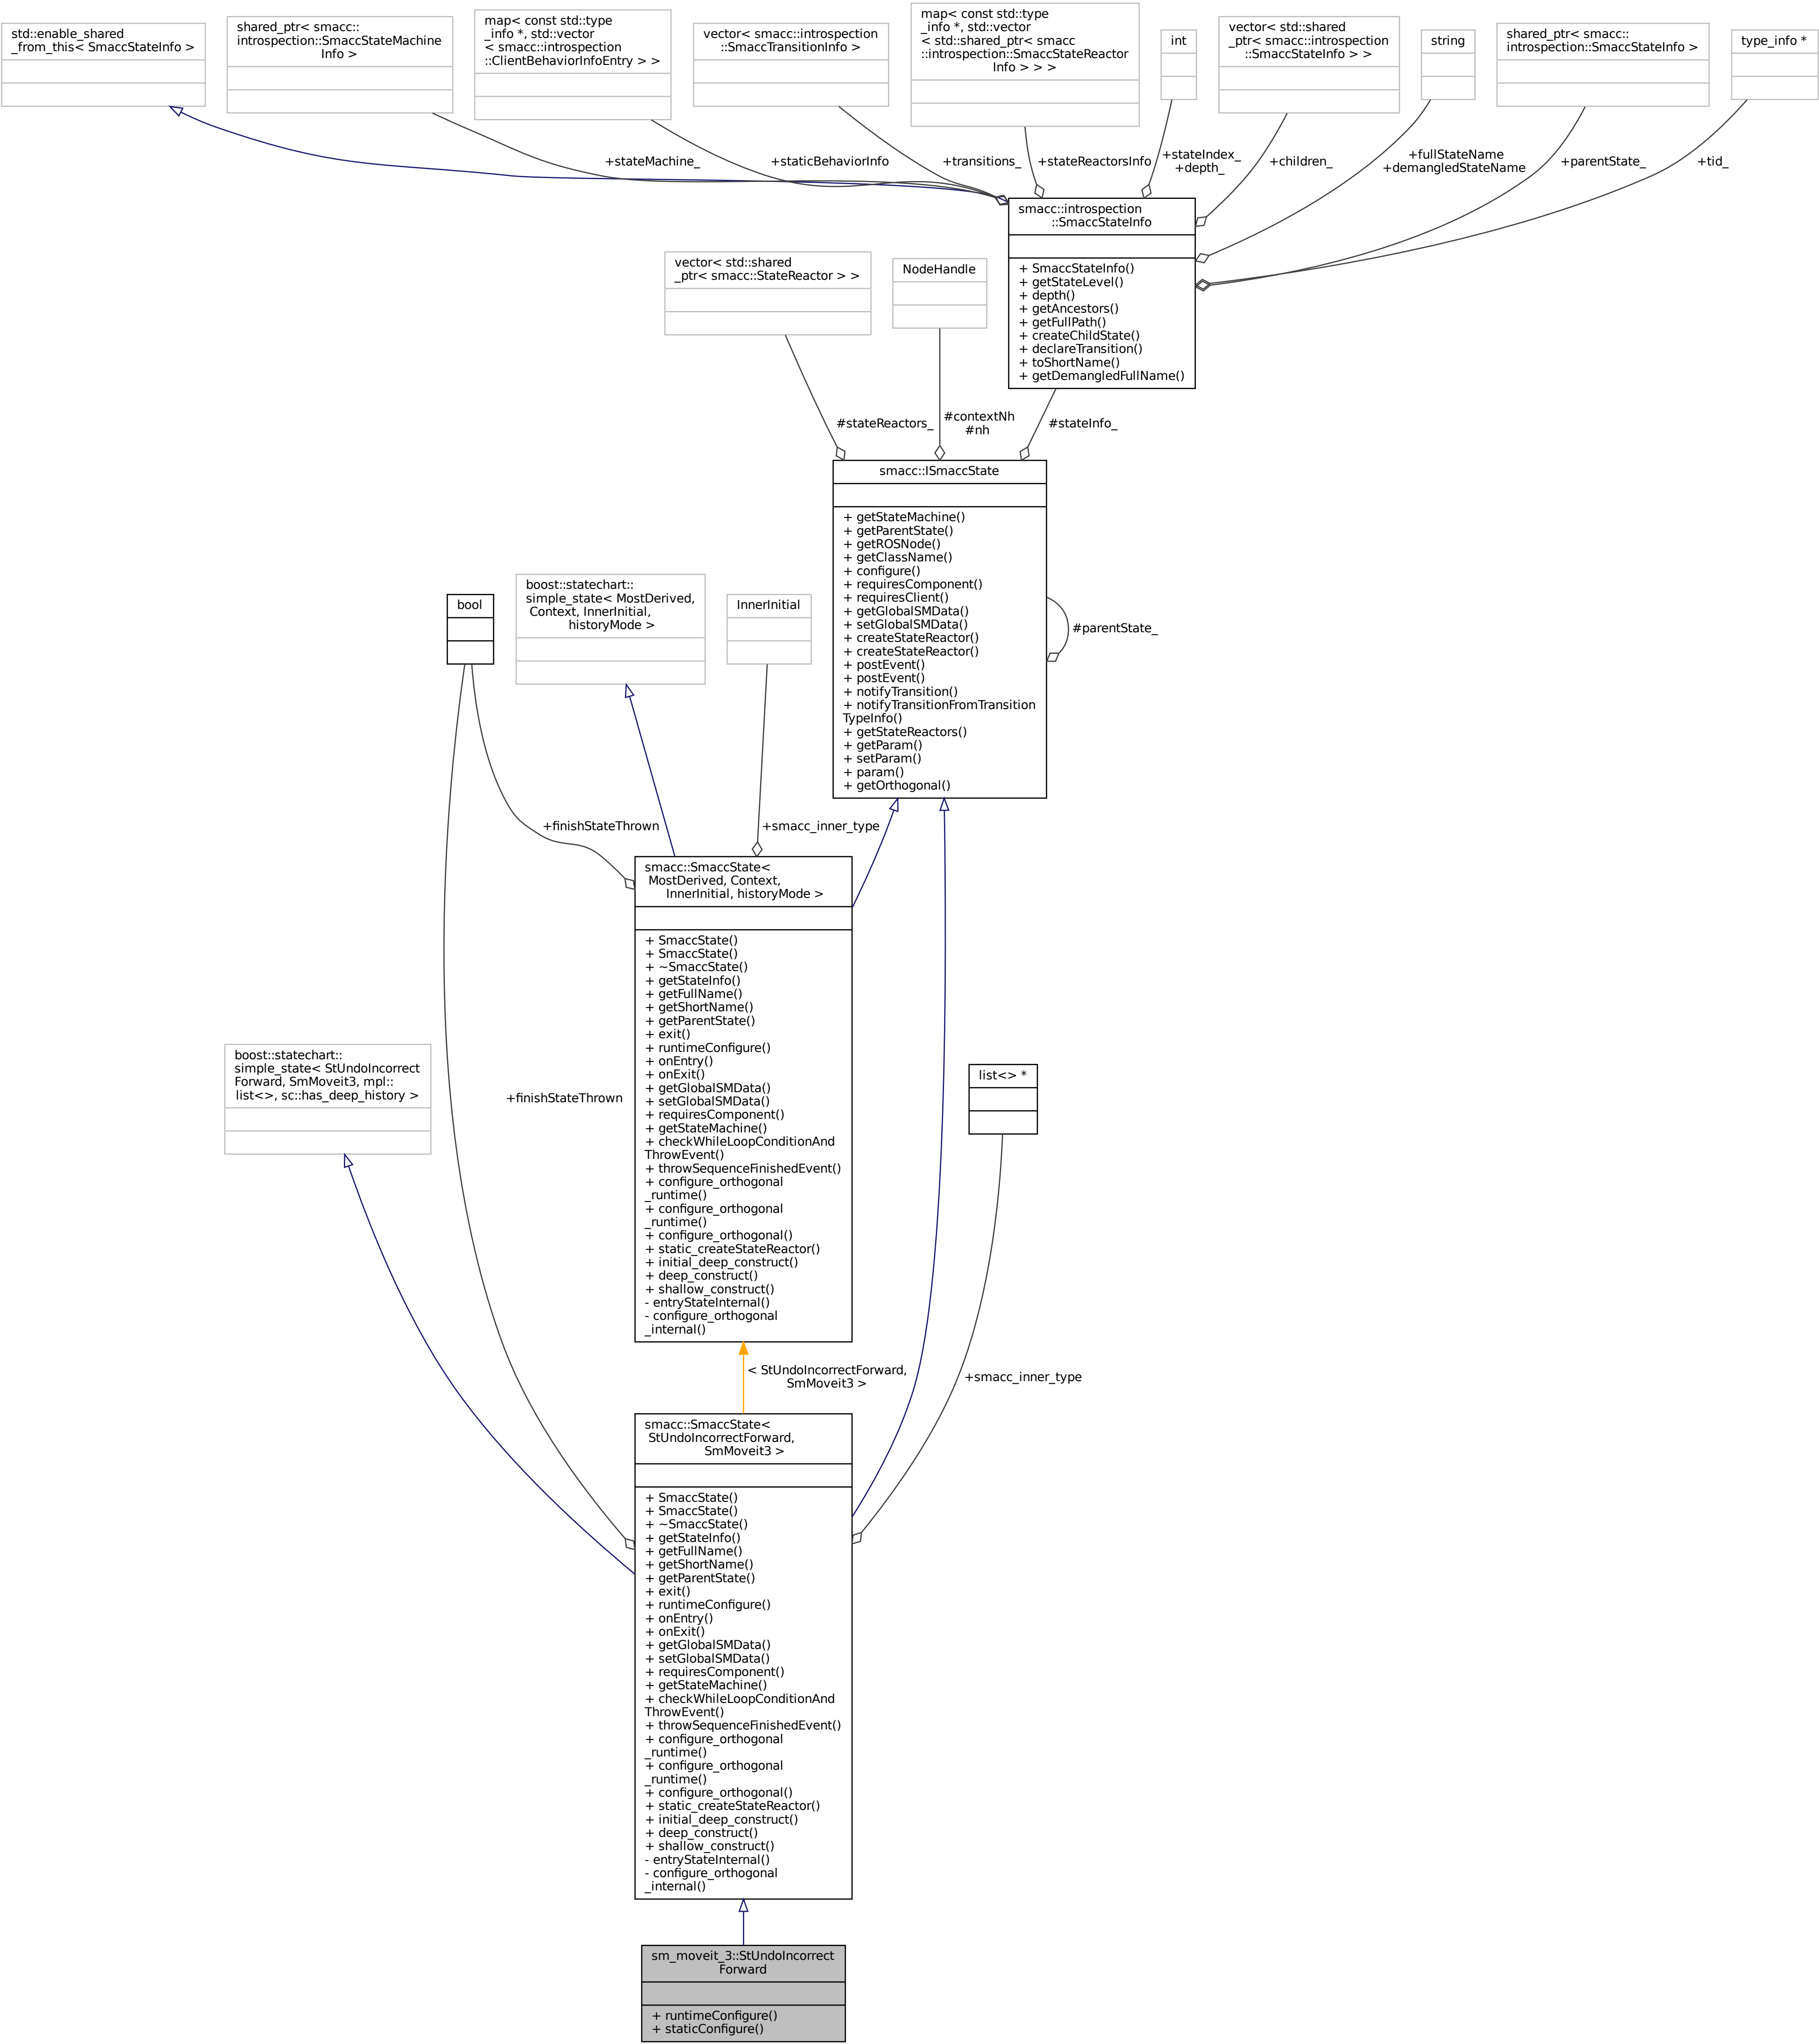 std::enable_shared
_from_this< SmaccStateInfo >
shared_ptr< smacc::
introspection::SmaccStateMachine
Info >
map< const std::type
_info *, std::vector
< smacc::introspection
::ClientBehaviorInfoEntry > >
vector< smacc::introspection
::SmaccTransitionInfo >
map< const std::type
_info *, std::vector
< std::shared_ptr< smacc
::introspection::SmaccStateReactor
Info > > >
int
vector< std::shared
_ptr< smacc::introspection
::SmaccStateInfo > >
string
shared_ptr< smacc::
introspection::SmaccStateInfo >
type_info *
+stateMachine_
+staticBehaviorInfo
+transitions_
+stateReactorsInfo
+stateIndex_
+depth_
+children_
+fullStateName
+demangledStateName
+parentState_
+tid_
smacc::introspection
::SmaccStateInfo
+ SmaccStateInfo()
+ getStateLevel()
+ depth()
+ getAncestors()
+ getFullPath()
+ createChildState()
+ declareTransition()
+ toShortName()
+ getDemangledFullName()
vector< std::shared
_ptr< smacc::StateReactor > >
NodeHandle
#stateReactors_
#contextNh
#nh
#stateInfo_
smacc::ISmaccState
+ getStateMachine()
+ getParentState()
+ getROSNode()
+ getClassName()
+ configure()
+ requiresComponent()
+ requiresClient()
+ getGlobalSMData()
+ setGlobalSMData()
+ createStateReactor()
+ createStateReactor()
+ postEvent()
+ postEvent()
+ notifyTransition()
+ notifyTransitionFromTransition
TypeInfo()
+ getStateReactors()
+ getParam()
+ setParam()
+ param()
+ getOrthogonal()
#parentState_
bool
boost::statechart::
simple_state< MostDerived,
Context, InnerInitial,
historyMode >
InnerInitial
+finishStateThrown
+smacc_inner_type
smacc::SmaccState<
MostDerived, Context,
InnerInitial, historyMode >
+ SmaccState()
+ SmaccState()
+ ~SmaccState()
+ getStateInfo()
+ getFullName()
+ getShortName()
+ getParentState()
+ exit()
+ runtimeConfigure()
+ onEntry()
+ onExit()
+ getGlobalSMData()
+ setGlobalSMData()
+ requiresComponent()
+ getStateMachine()
+ checkWhileLoopConditionAnd
ThrowEvent()
+ throwSequenceFinishedEvent()
+ configure_orthogonal
_runtime()
+ configure_orthogonal
_runtime()
+ configure_orthogonal()
+ static_createStateReactor()
+ initial_deep_construct()
+ deep_construct()
+ shallow_construct()
- entryStateInternal()
- configure_orthogonal
_internal()
boost::statechart::
simple_state< StUndoIncorrect
Forward, SmMoveit3, mpl::
list<>, sc::has_deep_history >
+finishStateThrown
list<> *
< StUndoIncorrectForward,
SmMoveit3 >
+smacc_inner_type
smacc::SmaccState<
StUndoIncorrectForward,
SmMoveit3 >
+ SmaccState()
+ SmaccState()
+ ~SmaccState()
+ getStateInfo()
+ getFullName()
+ getShortName()
+ getParentState()
+ exit()
+ runtimeConfigure()
+ onEntry()
+ onExit()
+ getGlobalSMData()
+ setGlobalSMData()
+ requiresComponent()
+ getStateMachine()
+ checkWhileLoopConditionAnd
ThrowEvent()
+ throwSequenceFinishedEvent()
+ configure_orthogonal
_runtime()
+ configure_orthogonal
_runtime()
+ configure_orthogonal()
+ static_createStateReactor()
+ initial_deep_construct()
+ deep_construct()
+ shallow_construct()
- entryStateInternal()
- configure_orthogonal
_internal()
sm_moveit_3::StUndoIncorrect
Forward
+ runtimeConfigure()
+ staticConfigure()